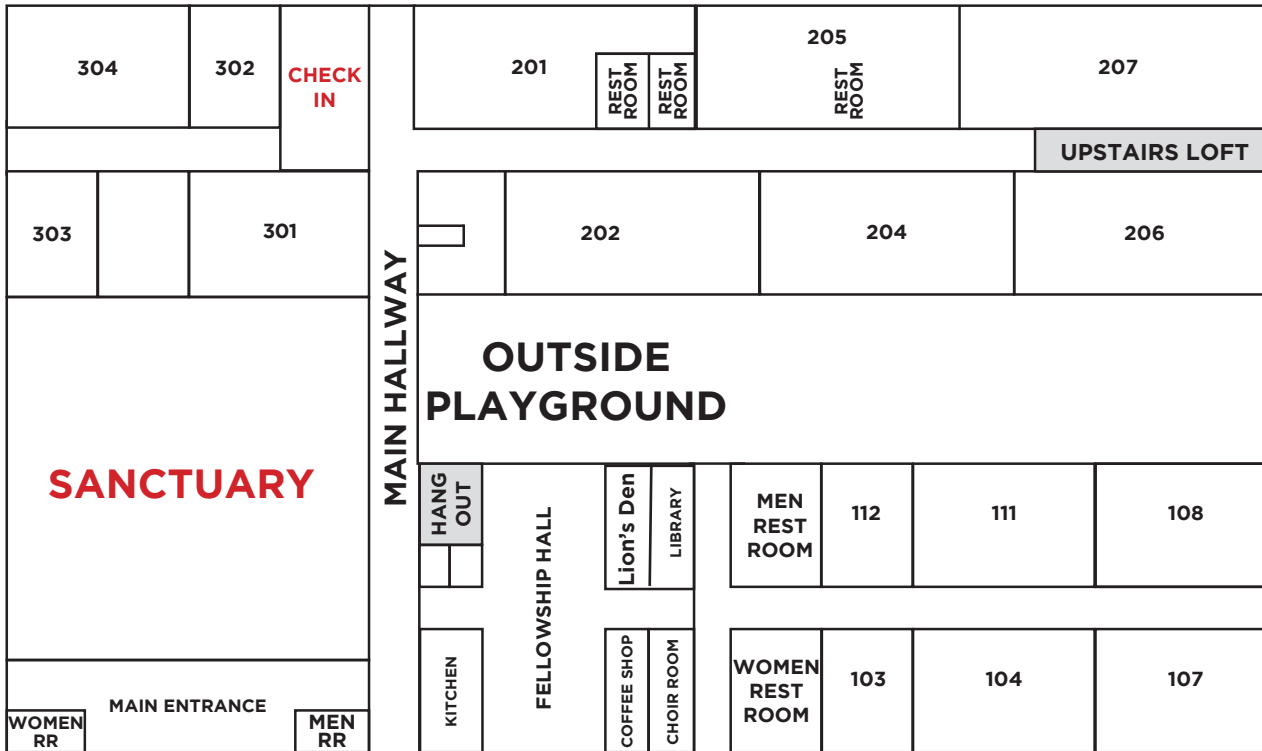 304
302
CHECK
IN
201
REST
ROOM
REST
ROOM
205
REST
ROOM
207
UPSTAIRS LOFT
303
301
202
204
206
MAIN HALLWAY
OUTSIDE
PLAYGROUND
SANCTUARY
HANG
OUT
FELLOWSHIP HALL
Lion's Den
LIBRARY
MEN
REST
ROOM
112
111
108
KITCHEN
COFFEE SHOP
CHOIR ROOM
WOMEN
REST
ROOM
103
104
107
MAIN ENTRANCE
WOMEN
RR
MEN
RR